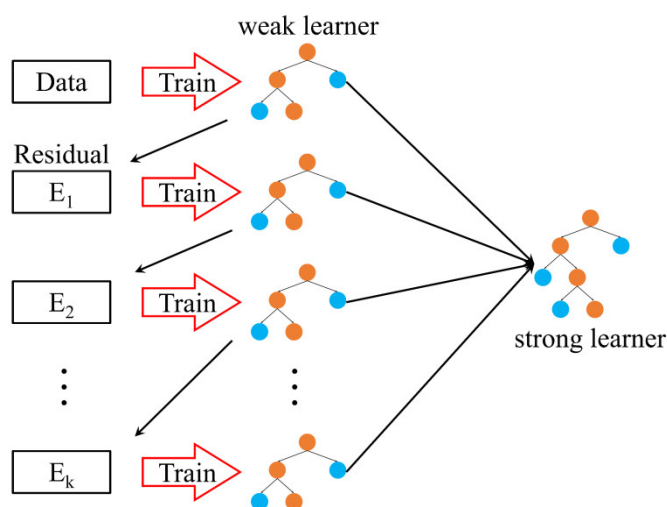 weak learner
Data
Train
Residual
E₁
Train
E₂
Train
strong learner
Eₖ
Train